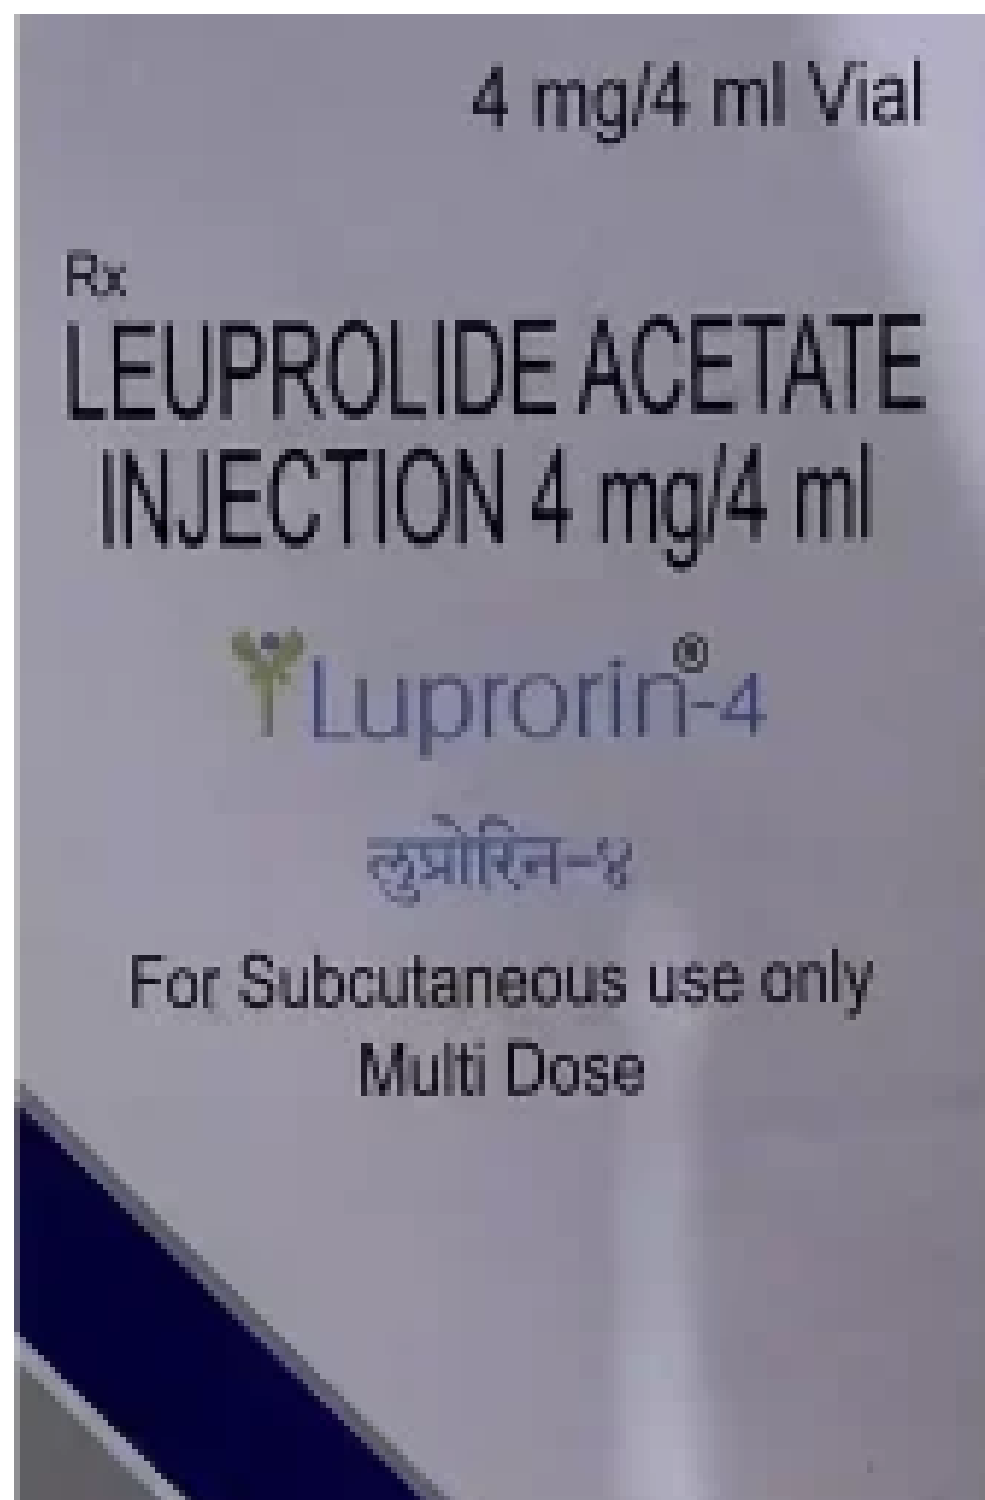 4 mg/4 ml Vial
Rx
LEUPROLIDE ACETATE
INJECTION 4 mg/4 ml
Luprorin®-4
लुप्रोरिन-४
For Subcutaneous use only
Multi Dose